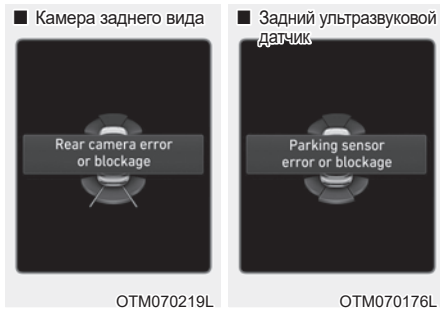 ■ Камера заднего вида
Rear camera error
or blockage
OTM070219L
■ Задний ультразвуковой
датчик
Parking sensor
error or blockage
OTM070176L